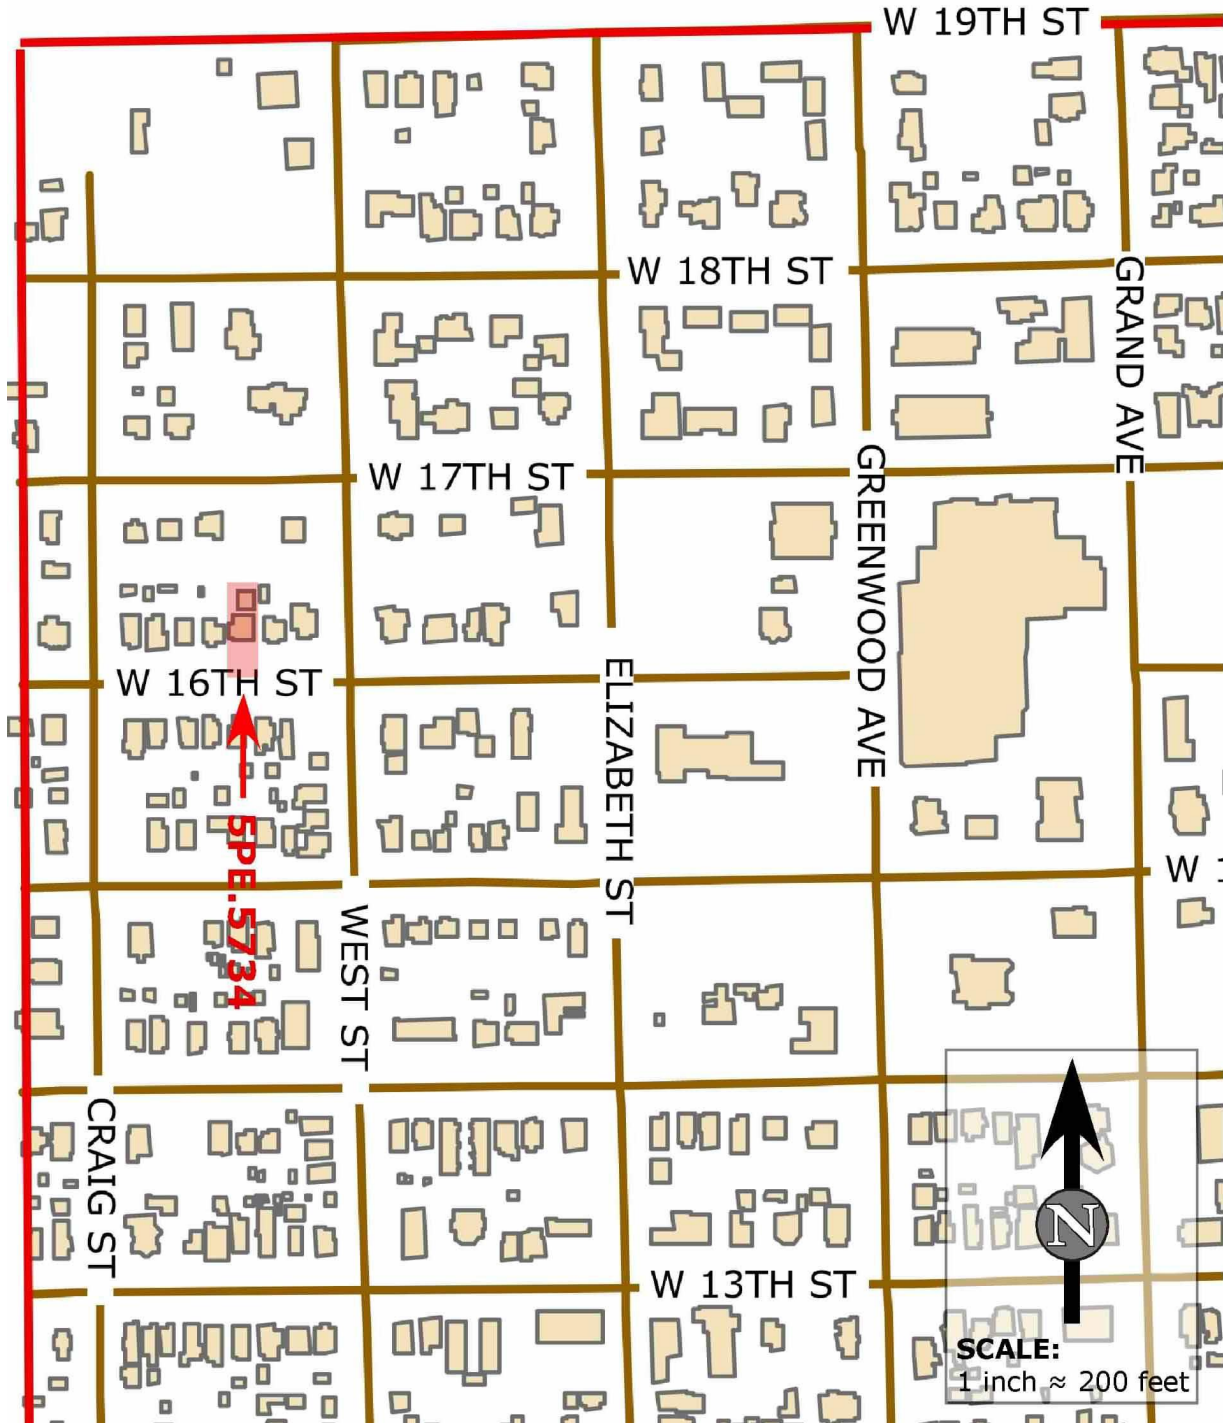 W 19TH ST
W 18TH ST
GRAND AVE
W 17TH ST
GREENWOOD AVE
W 16TH ST
ELIZABETH ST
5PE.5734
W 1
WEST ST
CRAIG ST
N
W 13TH ST
SCALE:
1 inch ≈ 200 feet